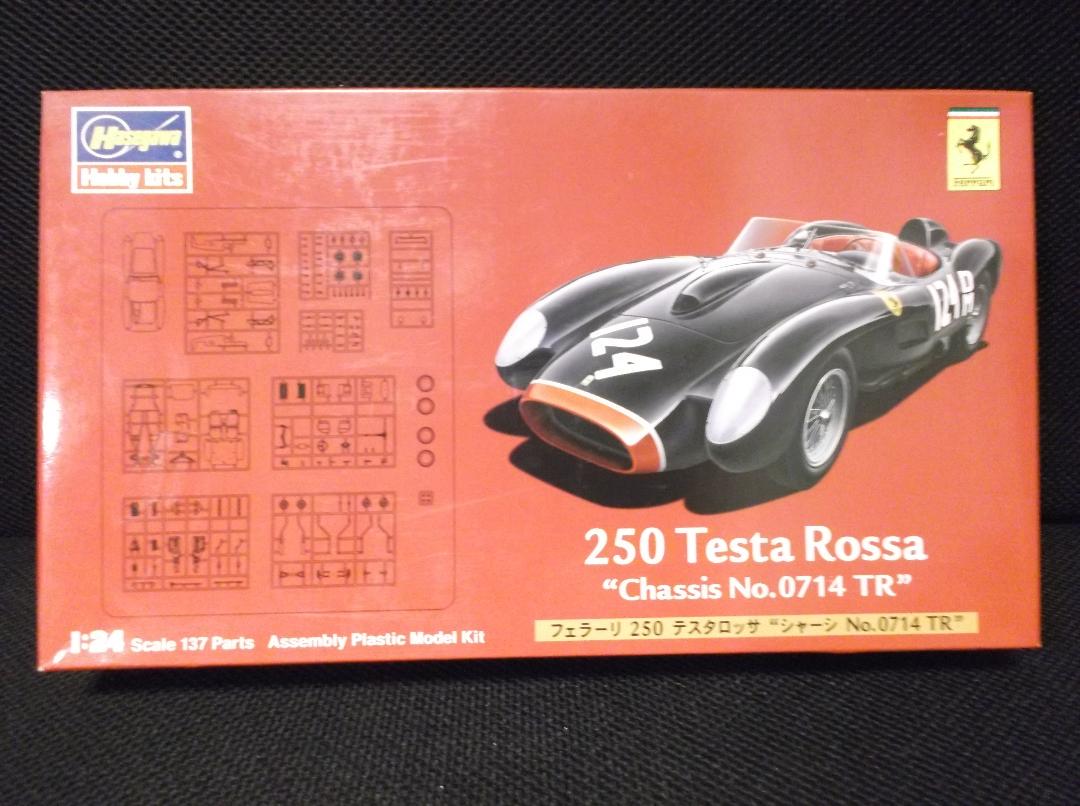 Hasegawa
Hobby kits
124
124 R
250 Testa Rossa
“Chassis No.0714 TR”
フェラーリ 250 テスタロッサ “シャーシ No.0714 TR”
1:24 Scale 137 Parts Assembly Plastic Model Kit